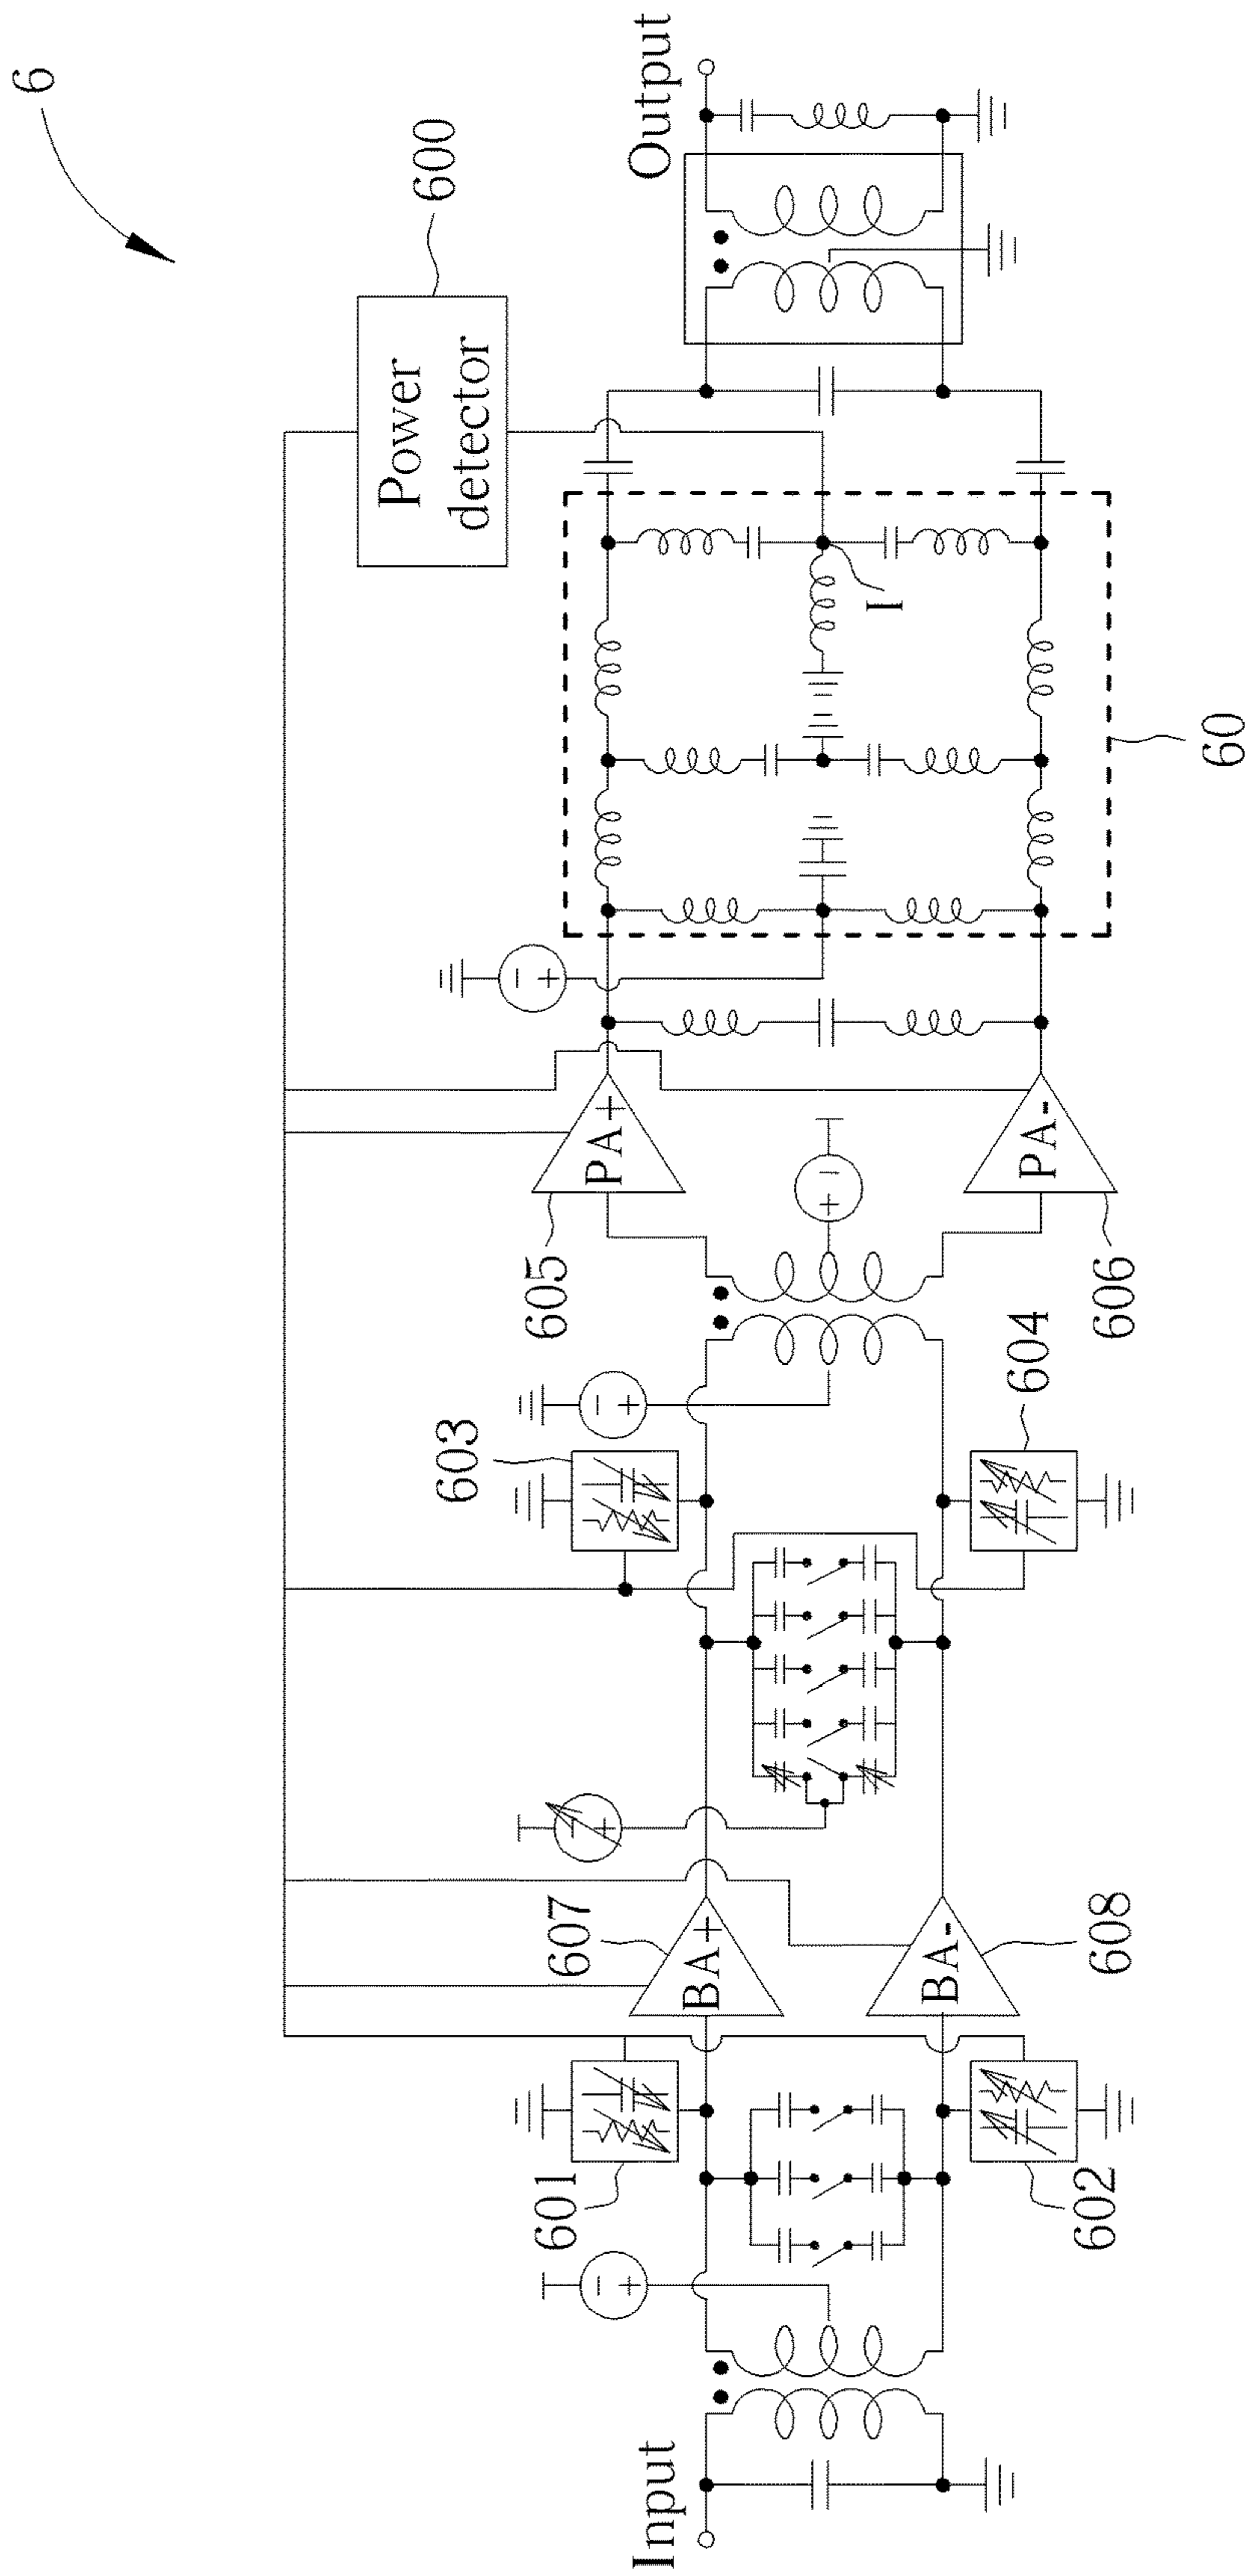 6
600
Power
detector
Output
I
60
PA+
605
PA-
606
603
604
607
BA+
BA-
608
601
602
Input